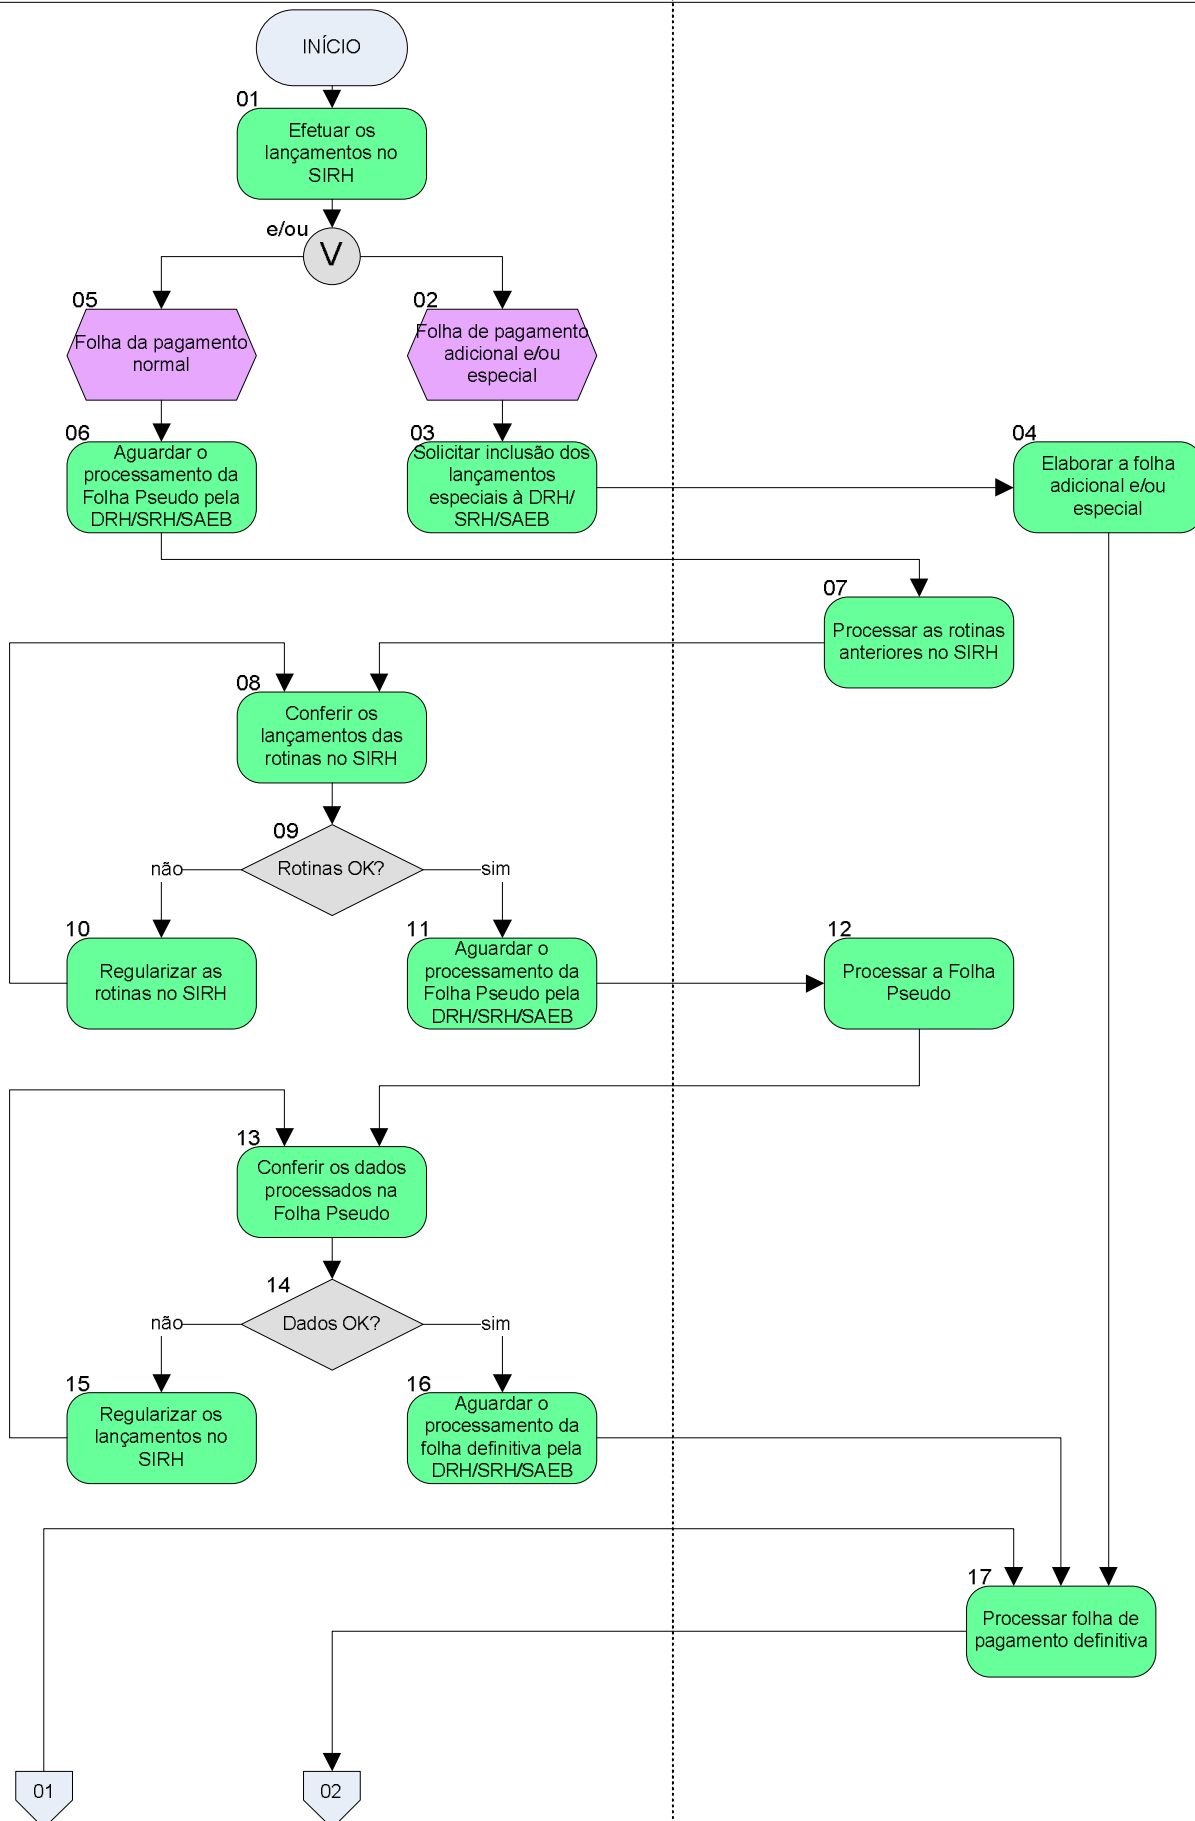 INÍCIO
01
Efetuar os
lançamentos no
SIRH
e/ou
V
05
Folha da pagamento
normal
02
Folha de pagamento
adicional e/ou
especial
06
Aguardar o
processamento da
Folha Pseudo pela
DRH/SRH/SAEB
03
Solicitar inclusão dos
lançamentos
especiais à DRH/
SRH/SAEB
04
Elaborar a folha
adicional e/ou
especial
07
Processar as rotinas
anteriores no SIRH
08
Conferir os
lançamentos das
rotinas no SIRH
09
Rotinas OK?
não
sim
10
Regularizar as
rotinas no SIRH
11
Aguardar o
processamento da
Folha Pseudo pela
DRH/SRH/SAEB
12
Processar a Folha
Pseudo
13
Conferir os dados
processados na
Folha Pseudo
14
Dados OK?
não
sim
15
Regularizar os
lançamentos no
SIRH
16
Aguardar o
processamento da
folha definitiva pela
DRH/SRH/SAEB
17
Processar folha de
pagamento definitiva
01
02